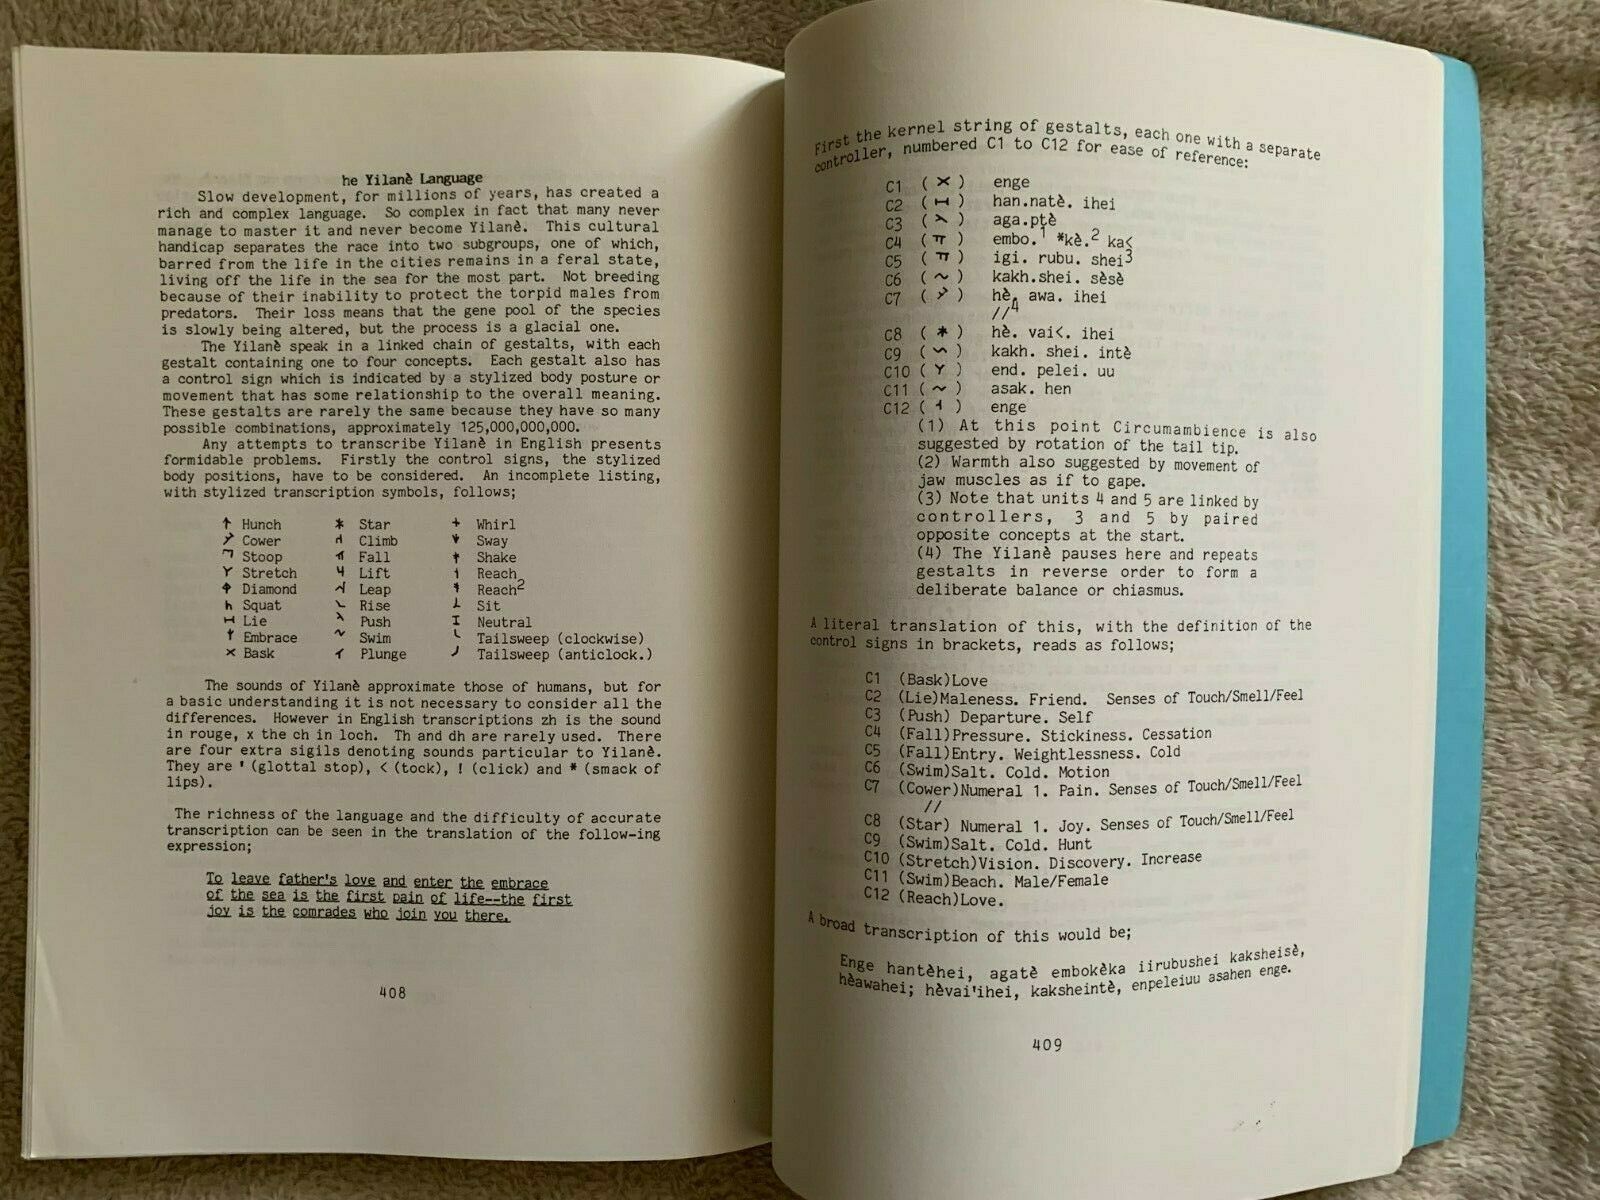 he Yilanè Language
Slow development, for millions of years, has created a
rich and complex language. So complex in fact that many never
manage to master it and never become Yilanè. This cultural
handicap separates the race into two subgroups, one of which,
barred from the life in the cities remains in a feral state,
living off the life in the sea for the most part. Not breeding
because of their inability to protect the torpid males from
predators. Their loss means that the gene pool of the species
is slowly being altered, but the process is a glacial one.
The Yilanè speak in a linked chain of gestalts, with each
gestalt containing one to four concepts. Each gestalt also has
a control sign which is indicated by a stylized body posture or
movement that has some relationship to the overall meaning.
These gestalts are rarely the same because they have so many
possible combinations, approximately 125,000,000,000.
Any attempts to transcribe Yilanè in English presents
formidable problems. Firstly the control signs, the stylized
body positions, have to be considered. An incomplete listing,
with stylized transcription symbols, follows;
Hunch Star Whirl
Cower Climb Sway
Stoop Fall Shake
Stretch Lift Reach
Diamond Leap Reach2
Squat Rise Sit
Lie Push Neutral
Embrace Swim Tailsweep (clockwise)
Bask Plunge Tailsweep (anticlock.)
The sounds of Yilanè approximate those of humans, but for
a basic understanding it is not necessary to consider all the
differences. However in English transcriptions zh is the sound
in rouge, x the ch in loch. Th and dh are rarely used. There
are four extra sigils denoting sounds particular to Yilanè.
They are ' (glottal stop), < (tock), ! (click) and * (smack of
lips).
The richness of the language and the difficulty of accurate
transcription can be seen in the translation of the follow-ing
expression;
To leave father's love and enter the embrace
of the sea is the first pain of life--the first
joy is the comrades who join you there.
408
First the kernel string of gestalts, each one with a separate
controller, numbered C1 to C12 for ease of reference:
C1 ( ) enge
C2 ( ) han.natè. ihei
C3 ( ) aga.ptè
C4 ( ) embo.1 *kè.2 ka<
C5 ( ) igi. rubu. shei3
C6 ( ) kakh.shei. sèsè
C7 ( ) hè. awa. ihei
//4
C8 ( ) hè. vai<. ihei
C9 ( ) kakh. shei. intè
C10 ( ) end. pelei. uu
C11 ( ) asak. hen
C12 ( ) enge
(1) At this point Circumambience is also
suggested by rotation of the tail tip.
(2) Warmth also suggested by movement of
jaw muscles as if to gape.
(3) Note that units 4 and 5 are linked by
controllers, 3 and 5 by paired
opposite concepts at the start.
(4) The Yilanè pauses here and repeats
gestalts in reverse order to form a
deliberate balance or chiasmus.
A literal translation of this, with the definition of the
control signs in brackets, reads as follows;
C1 (Bask)Love
C2 (Lie)Maleness. Friend. Senses of Touch/Smell/Feel
C3 (Push) Departure. Self
C4 (Fall)Pressure. Stickiness. Cessation
C5 (Fall)Entry. Weightlessness. Cold
C6 (Swim)Salt. Cold. Motion
C7 (Cower)Numeral 1. Pain. Senses of Touch/Smell/Feel
//
C8 (Star) Numeral 1. Joy. Senses of Touch/Smell/Feel
C9 (Swim)Salt. Cold. Hunt
C10 (Stretch)Vision. Discovery. Increase
C11 (Swim)Beach. Male/Female
C12 (Reach)Love.
A broad transcription of this would be;
Enge hantèhei, agatè embokèka iirubushei kaksheisè,
hèawahei; hèvai'ihei, kaksheintè, enpeleiuu asahen enge.
409